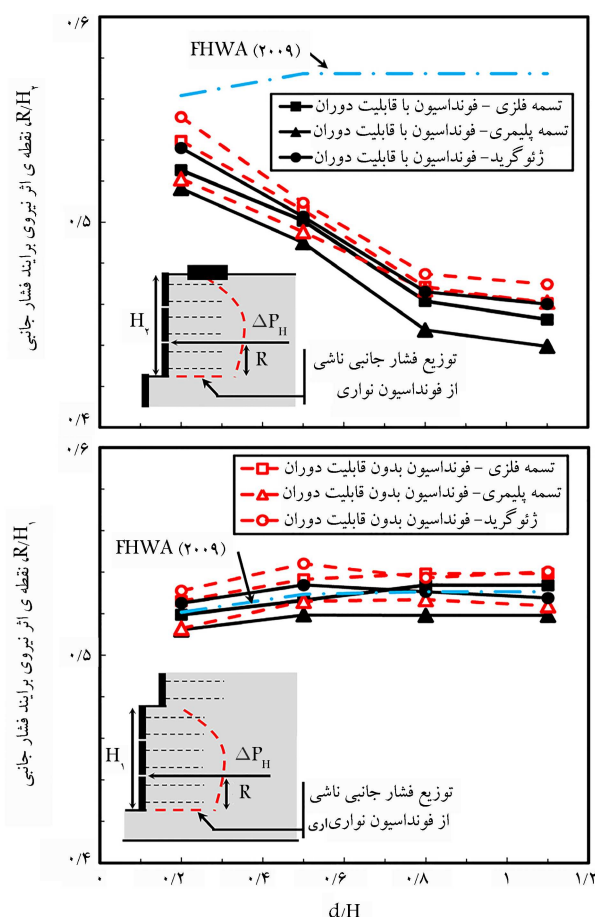 ۰/۶
FHWA (۲۰۰۹)
تسمه فلزی - فونداسیون با قابلیت دوران
تسمه پلیمری - فونداسیون با قابلیت دوران
ژئوگرید - فونداسیون با قابلیت دوران
نقطه ی اثر نیروی برایند فشار جانبی، R/H۲
۰/۵
H۲
ΔPH
R
توزیع فشار جانبی ناشی
از فونداسیون نواری
۰/۴
۰/۶
تسمه فلزی - فونداسیون بدون قابلیت دوران
تسمه پلیمری - فونداسیون بدون قابلیت دوران
ژئوگرید - فونداسیون بدون قابلیت دوران
FHWA (۲۰۰۹)
نقطه ی اثر نیروی برایند فشار جانبی، R/H۱
۰/۵
H۱
ΔPH
R
توزیع فشار جانبی ناشی
از فونداسیون نواری اری
۰/۴
۰ ۰/۲ ۰/۴ ۰/۶ ۰/۸ ۱ ۱/۲
d/H